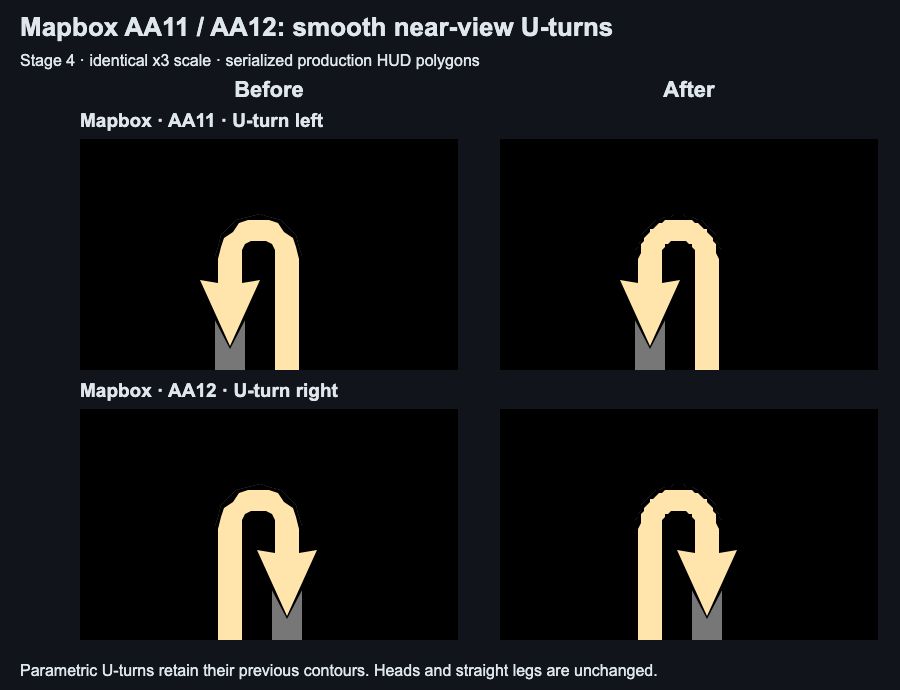 Mapbox AA11 / AA12: smooth near-view U-turns
Stage 4 · identical x3 scale · serialized production HUD polygons
Before
After
Mapbox · AA11 · U-turn left
Mapbox · AA12 · U-turn right
Parametric U-turns retain their previous contours. Heads and straight legs are unchanged.